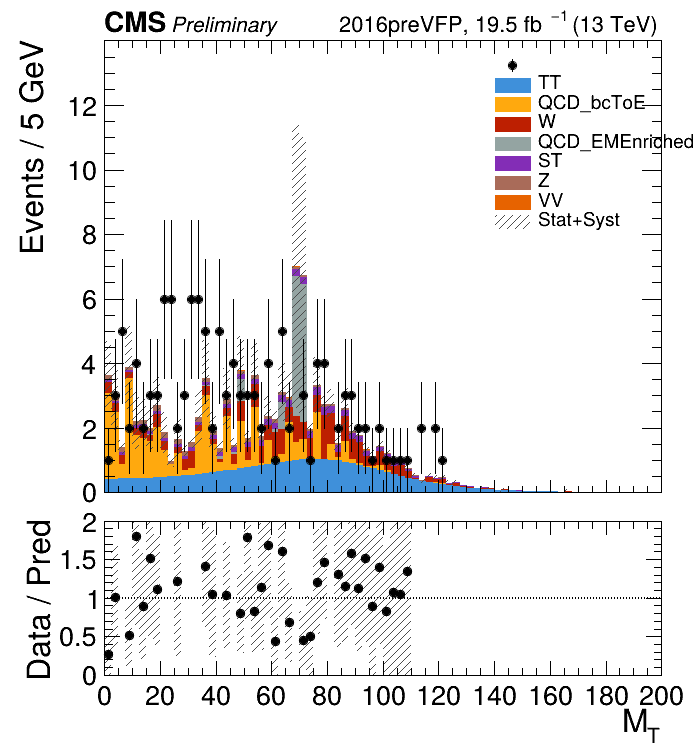 CMS Preliminary 2016preVFP, 19.5 fb⁻¹ (13 TeV)
Events / 5 GeV
12
10
8
6
4
2
0
TT
QCD_bcToE
W
QCD_EMEnriched
ST
Z
VV
Stat+Syst
Data / Pred
2
1.5
1
0.5
0
0 20 40 60 80 100 120 140 160 180 200
M_T